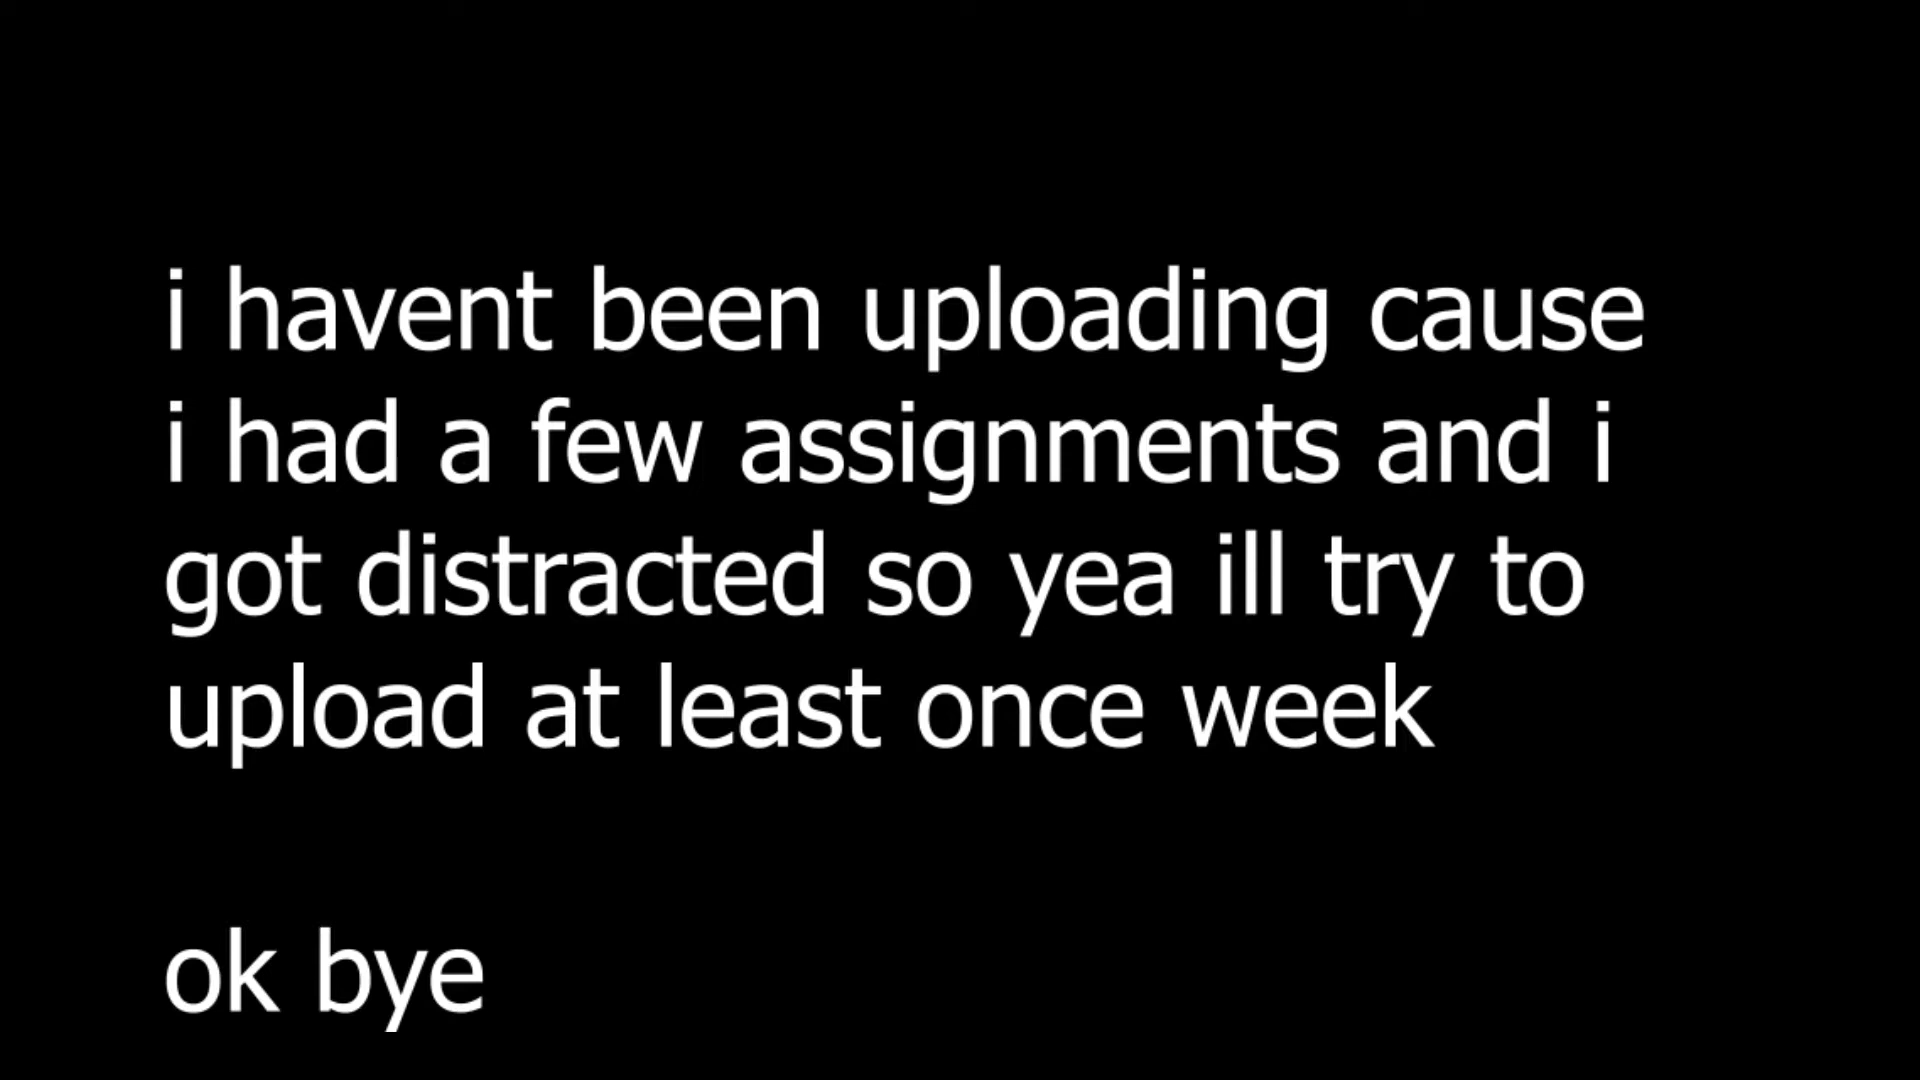 i havent been uploading cause
i had a few assignments and i
got distracted so yea ill try to
upload at least once week
ok bye